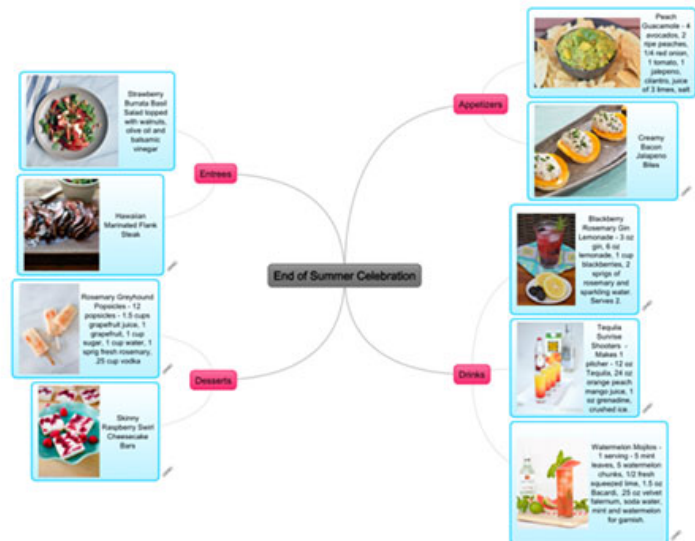 Peach
Guacamole - 4
avocados, 2
ripe peaches,
1/4 red onion,
1 tomato, 1
jalepeno,
cilantro, juice
of 3 limes, salt
Appetizers
Creamy
Bacon
Jalapeno
Bites
Strawberry
Burrata Basil
Salad topped
with walnuts,
olive oil and
balsamic
vinegar
Entrees
Hawaiian
Marinated Flank
Steak
End of Summer Celebration
Blackberry
Rosemary Gin
Lemonade - 3 oz
gin, 6 oz
lemonade, 1 cup
blackberries, 2
sprigs of
rosemary and
sparkling water.
Serves 2.
Rosemary Greyhound
Popsicles - 12
popsicles - 1.5 cups
grapefruit juice, 1
grapefruit, 1 cup
sugar, 1 cup water, 1
sprig fresh rosemary,
.25 cup vodka
Desserts
Skinny
Raspberry Swirl
Cheesecake
Bars
Drinks
Tequila
Sunrise
Shooters -
Makes 1
pitcher - 12 oz
Tequila, 24 oz
orange peach
mango juice, 1
oz grenadine,
crushed ice
Watermelon Mojitos -
1 serving - 5 mint
leaves, 5 watermelon
chunks, 1/2 fresh
squeezed lime, 1.5 oz
Bacardi, .25 oz velvet
falernum, soda water,
mint and watermelon
for garnish.